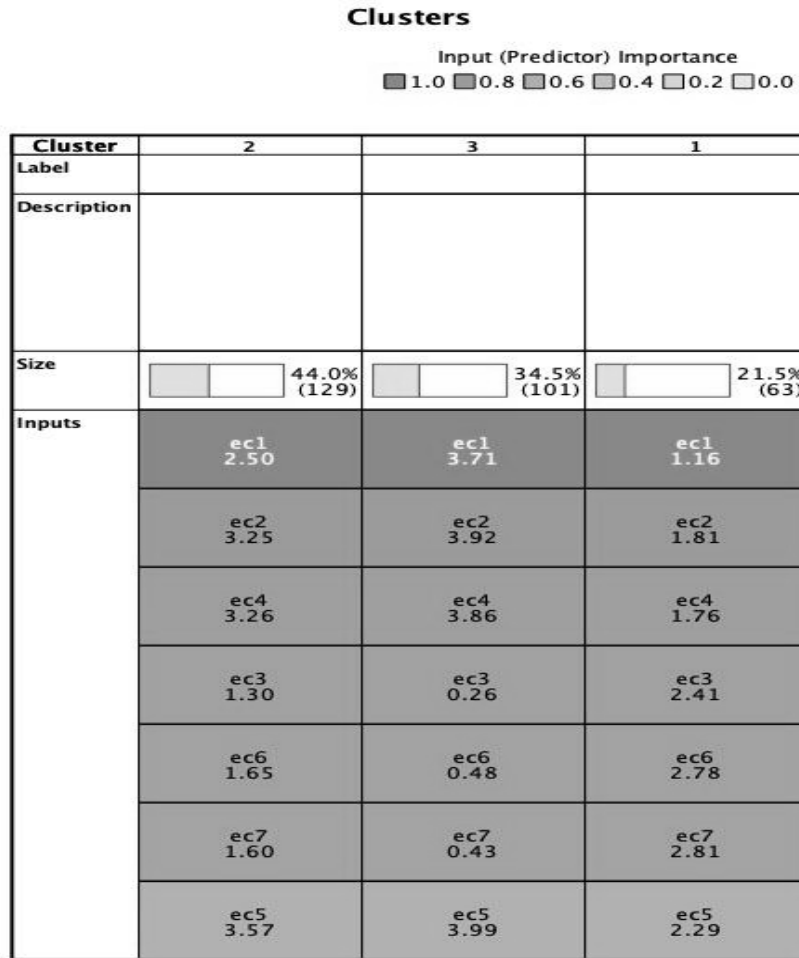 Clusters
Input (Predictor) Importance
1.0 0.8 0.6 0.4 0.2 0.0
Cluster 2 3 1
Label
Description
Size 44.0% (129) 34.5% (101) 21.5% (63)
Inputs
ec1 ec1 ec1
2.50 3.71 1.16
ec2 ec2 ec2
3.25 3.92 1.81
ec4 ec4 ec4
3.26 3.86 1.76
ec3 ec3 ec3
1.30 0.26 2.41
ec6 ec6 ec6
1.65 0.48 2.78
ec7 ec7 ec7
1.60 0.43 2.81
ec5 ec5 ec5
3.57 3.99 2.29